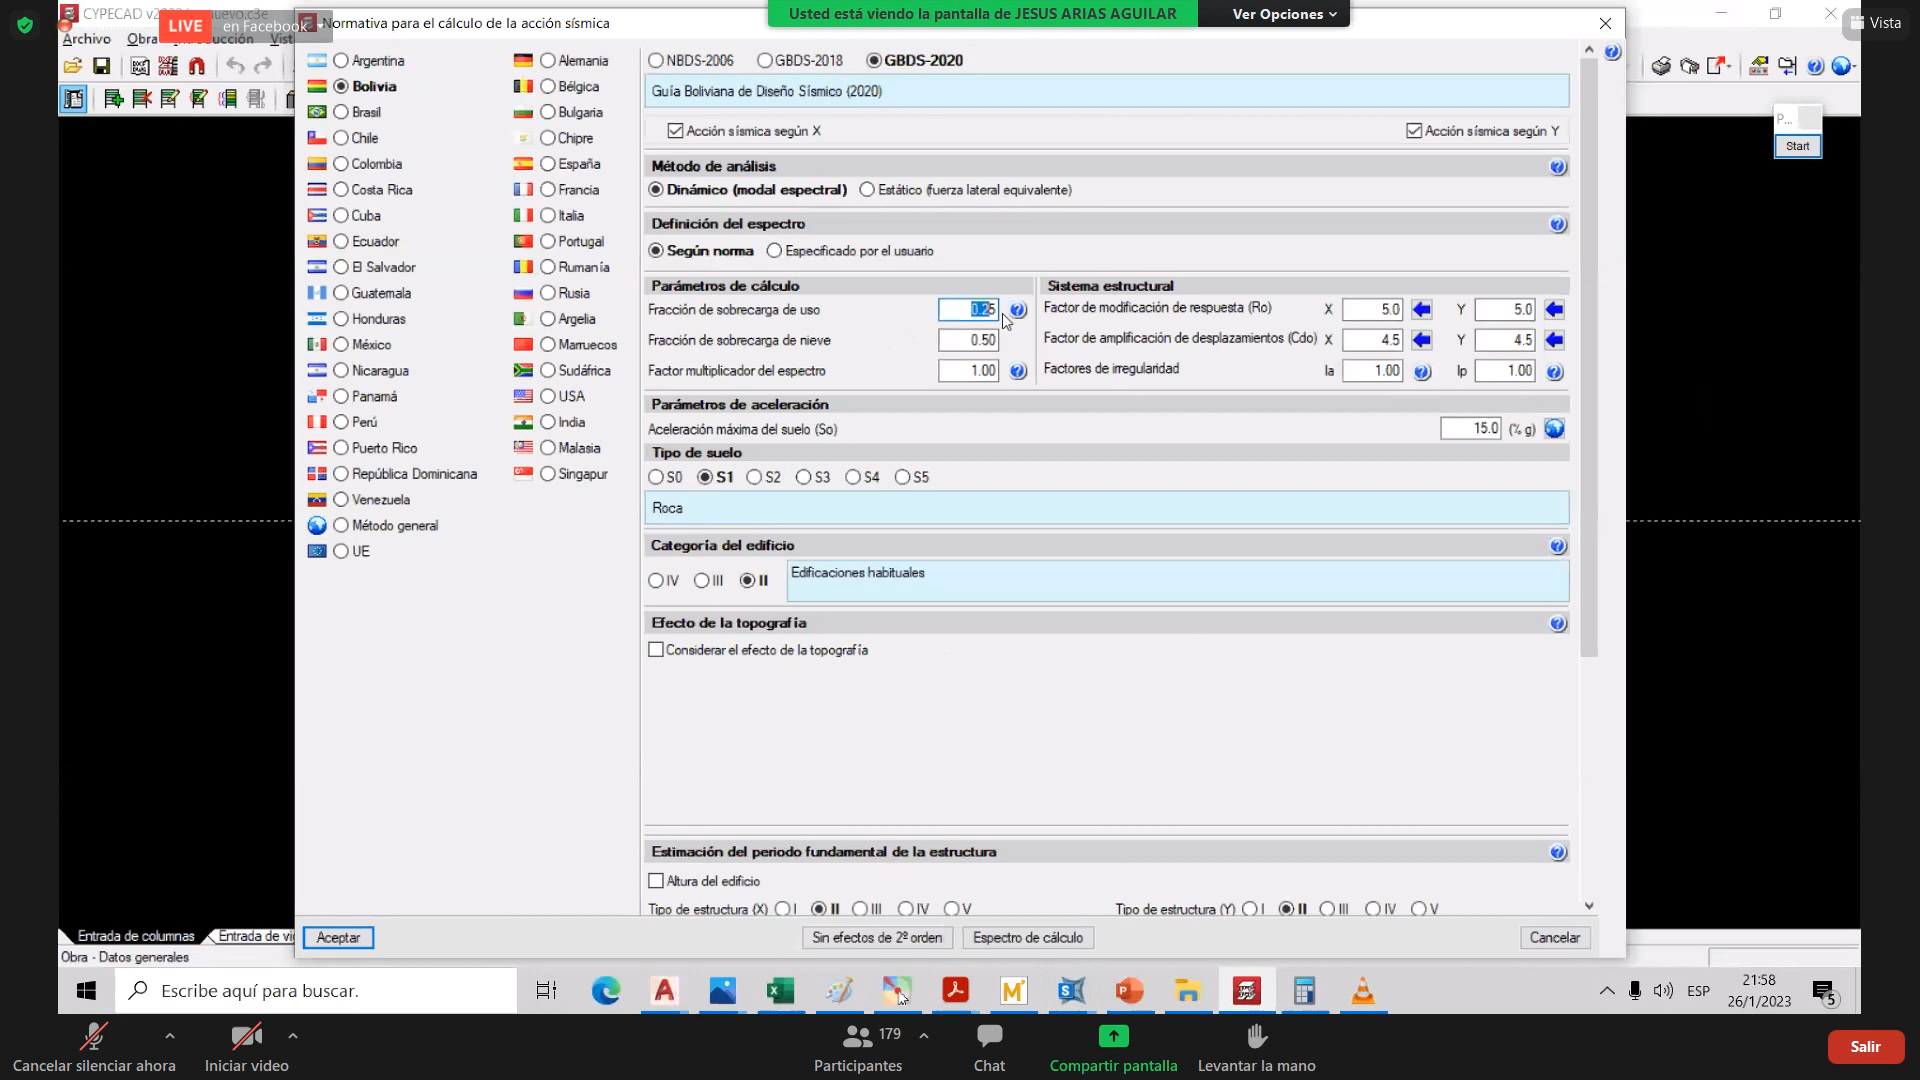 CYPECAD v2023
nuevo.c3e
LIVE en Facebook
Normativa para el cálculo de la acción sísmica
Usted está viendo la pantalla de JESUS ARIAS AGUILAR
Ver Opciones
Vista
Archivo Obra
P...
Start
Argentina
Bolivia
Brasil
Chile
Colombia
Costa Rica
Cuba
Ecuador
El Salvador
Guatemala
Honduras
México
Nicaragua
Panamá
Perú
Puerto Rico
República Dominicana
Venezuela
Método general
UE
Alemania
Bélgica
Bulgaria
Chipre
España
Francia
Italia
Portugal
Rumanía
Rusia
Argelia
Marruecos
Sudáfrica
USA
India
Malasia
Singapur
NBDS-2006 GBDS-2018 GBDS-2020
Guía Boliviana de Diseño Sísmico (2020)
Acción sísmica según X Acción sísmica según Y
Método de análisis
Dinámico (modal espectral) Estático (fuerza lateral equivalente)
Definición del espectro
Según norma Especificado por el usuario
Parámetros de cálculo
Fracción de sobrecarga de uso 0.25
Fracción de sobrecarga de nieve 0.50
Factor multiplicador del espectro 1.00
Sistema estructural
Factor de modificación de respuesta (Ro) X 5.0 Y 5.0
Factor de amplificación de desplazamientos (Cdo) X 4.5 Y 4.5
Factores de irregularidad Ia 1.00 Ip 1.00
Parámetros de aceleración
Aceleración máxima del suelo (So) 15.0 (% g)
Tipo de suelo
S0 S1 S2 S3 S4 S5
Roca
Categoría del edificio
IV III II Edificaciones habituales
Efecto de la topografía
Considerar el efecto de la topografía
Estimación del periodo fundamental de la estructura
Altura del edificio
Tipo de estructura (X) I II III IV V Tipo de estructura (Y) I II III IV V
Aceptar Sin efectos de 2º orden Espectro de cálculo Cancelar
Entrada de columnas Entrada de vi
Obra - Datos generales
Escribe aquí para buscar.
ESP
21:58
26/1/2023
5
Cancelar silenciar ahora
Iniciar video
179
Participantes
Chat
Compartir pantalla
Levantar la mano
Salir